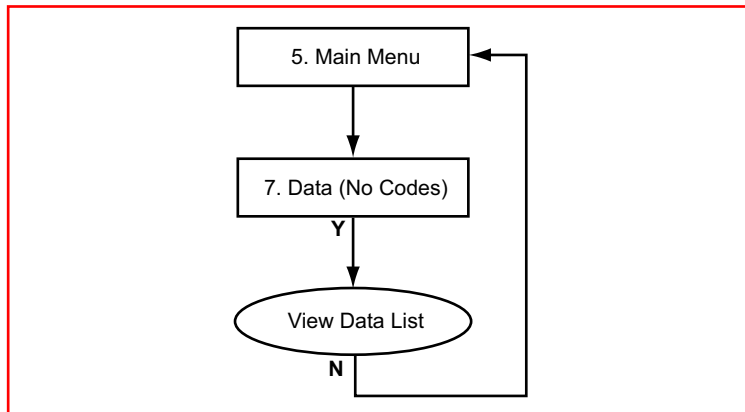 5. Main Menu
7. Data (No Codes)
Y
View Data List
N